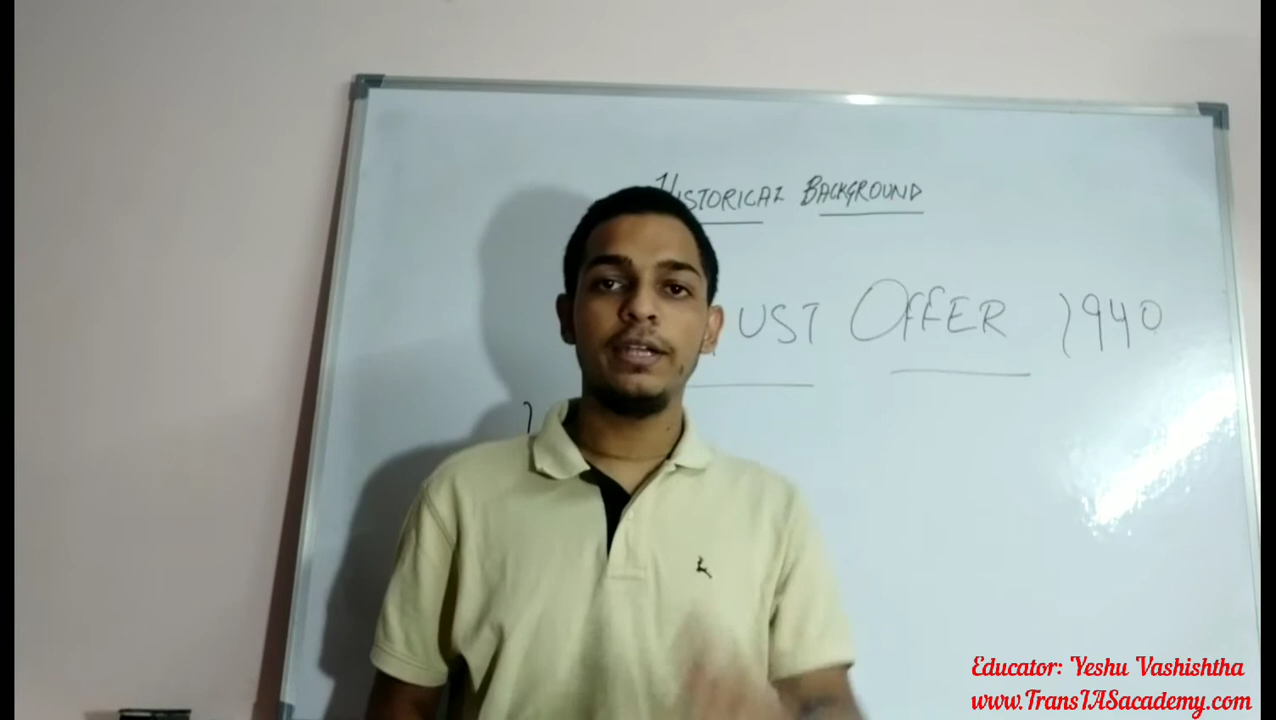 HISTORICAL BACKGROUND
UST OFFER 1940
Educator: Yeshu Vashishtha
www.TransIASacademy.com